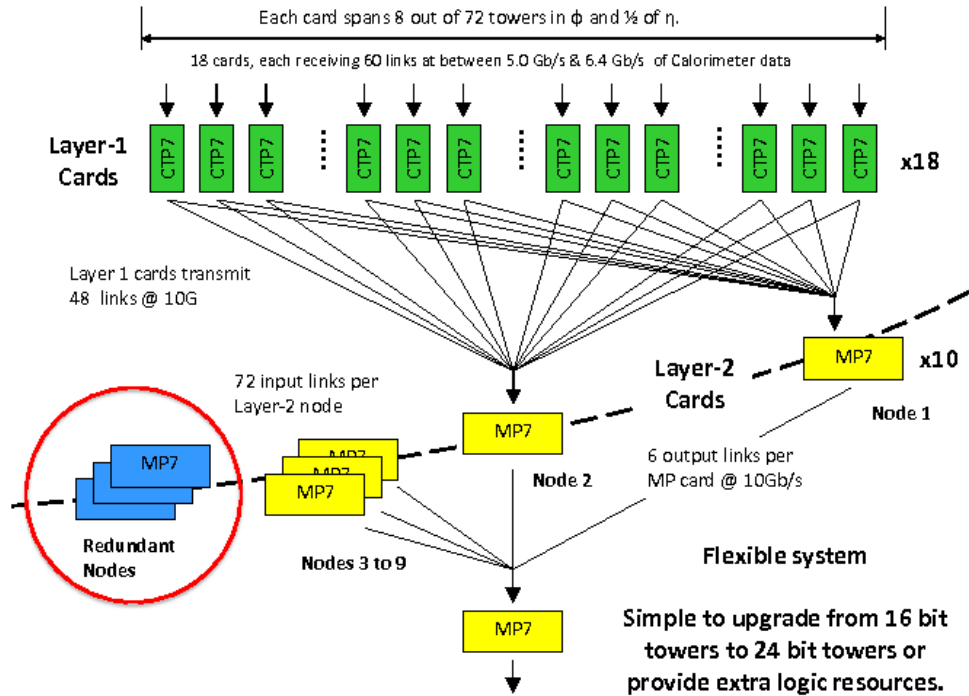 Each card spans 8 out of 72 towers in ϕ and ½ of η.
18 cards, each receiving 60 links at between 5.0 Gb/s & 6.4 Gb/s of Calorimeter data
Layer-1
Cards
CTP7
CTP7
CTP7
CTP7
CTP7
CTP7
CTP7
CTP7
CTP7
CTP7
CTP7
CTP7
x18
Layer 1 cards transmit
48 links @ 10G
72 input links per
Layer-2 node
Layer-2
Cards
MP7
x10
Node 1
MP7
Node 2
MP7
MP7
MP7
Nodes 3 to 9
MP7
Redundant
Nodes
6 output links per
MP card @ 10Gb/s
MP7
Flexible system
Simple to upgrade from 16 bit
towers to 24 bit towers or
provide extra logic resources.